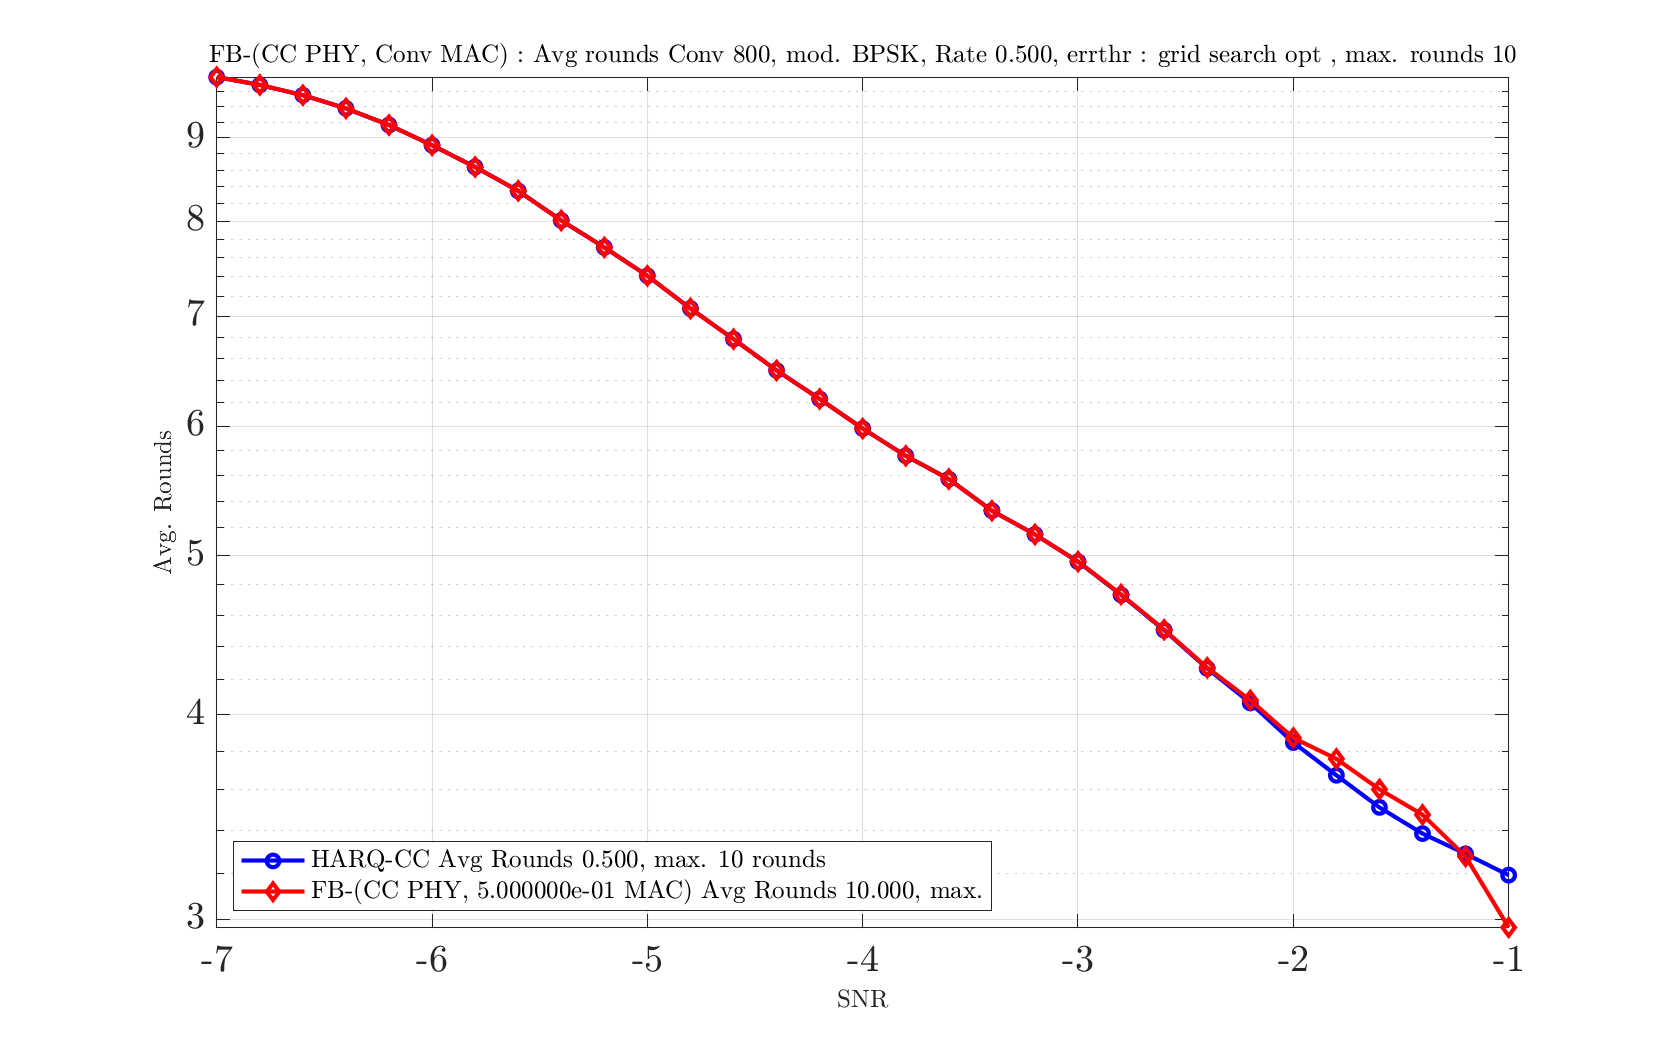 FB-(CC PHY, Conv MAC) : Avg rounds Conv 800, mod. BPSK, Rate 0.500, errthr : grid search opt , max. rounds 10
9
8
7
6
5
4
3
Avg. Rounds
HARQ-CC Avg Rounds 0.500, max. 10 rounds
FB-(CC PHY, 5.000000e-01 MAC) Avg Rounds 10.000, max.
-7 -6 -5 -4 -3 -2 -1
SNR